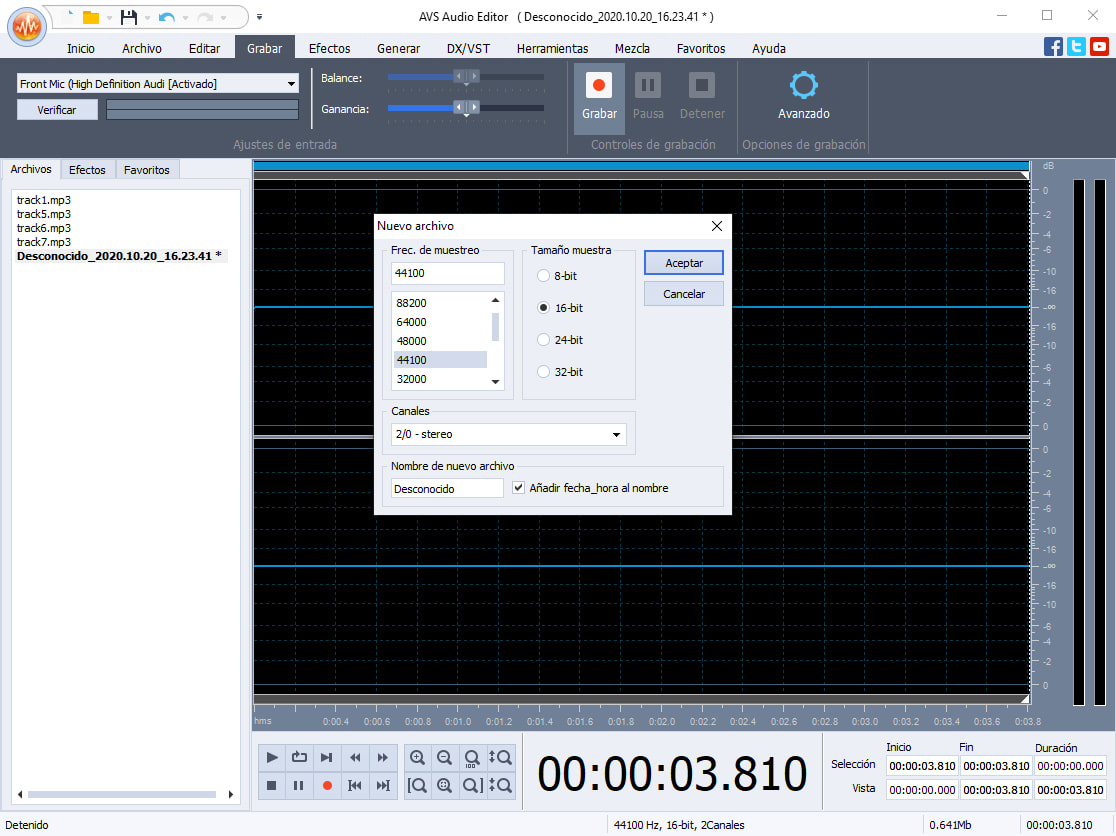 AVS Audio Editor ( Desconocido_2020.10.20_16.23.41 * )
Inicio Archivo Editar Grabar Efectos Generar DX/VST Herramientas Mezcla Favoritos Ayuda
Front Mic (High Definition Audi [Activado]
Verificar
Balance:
Ganancia:
Ajustes de entrada
Grabar Pausa Detener
Controles de grabación
Avanzado
Opciones de grabación
Archivos Efectos Favoritos
track1.mp3
track5.mp3
track6.mp3
track7.mp3
Desconocido_2020.10.20_16.23.41 *
Nuevo archivo
Frec. de muestreo
44100
88200
64000
48000
44100
32000
Tamaño muestra
8-bit
16-bit
24-bit
32-bit
Aceptar
Cancelar
Canales
2/0 - stereo
Nombre de nuevo archivo
Desconocido
Añadir fecha_hora al nombre
dB
0
-2
-4
-6
-10
-16
-∞
-16
-10
-6
-4
-2
0
0
-2
-4
-6
-10
-16
-∞
-16
-10
-6
-4
-2
0
hms 0:00.4 0:00.6 0:00.8 0:01.0 0:01.2 0:01.4 0:01.6 0:01.8 0:02.0 0:02.2 0:02.4 0:02.6 0:02.8 0:03.0 0:03.2 0:03.4 0:03.6 0:03.8
100
00:00:03.810
Inicio Fin Duración
Selección 00:00:03.810 00:00:03.810 00:00:00.000
Vista 00:00:00.000 00:00:03.810 00:00:03.810
Detenido 44100 Hz, 16-bit, 2Canales 0.641Mb 00:00:03.810